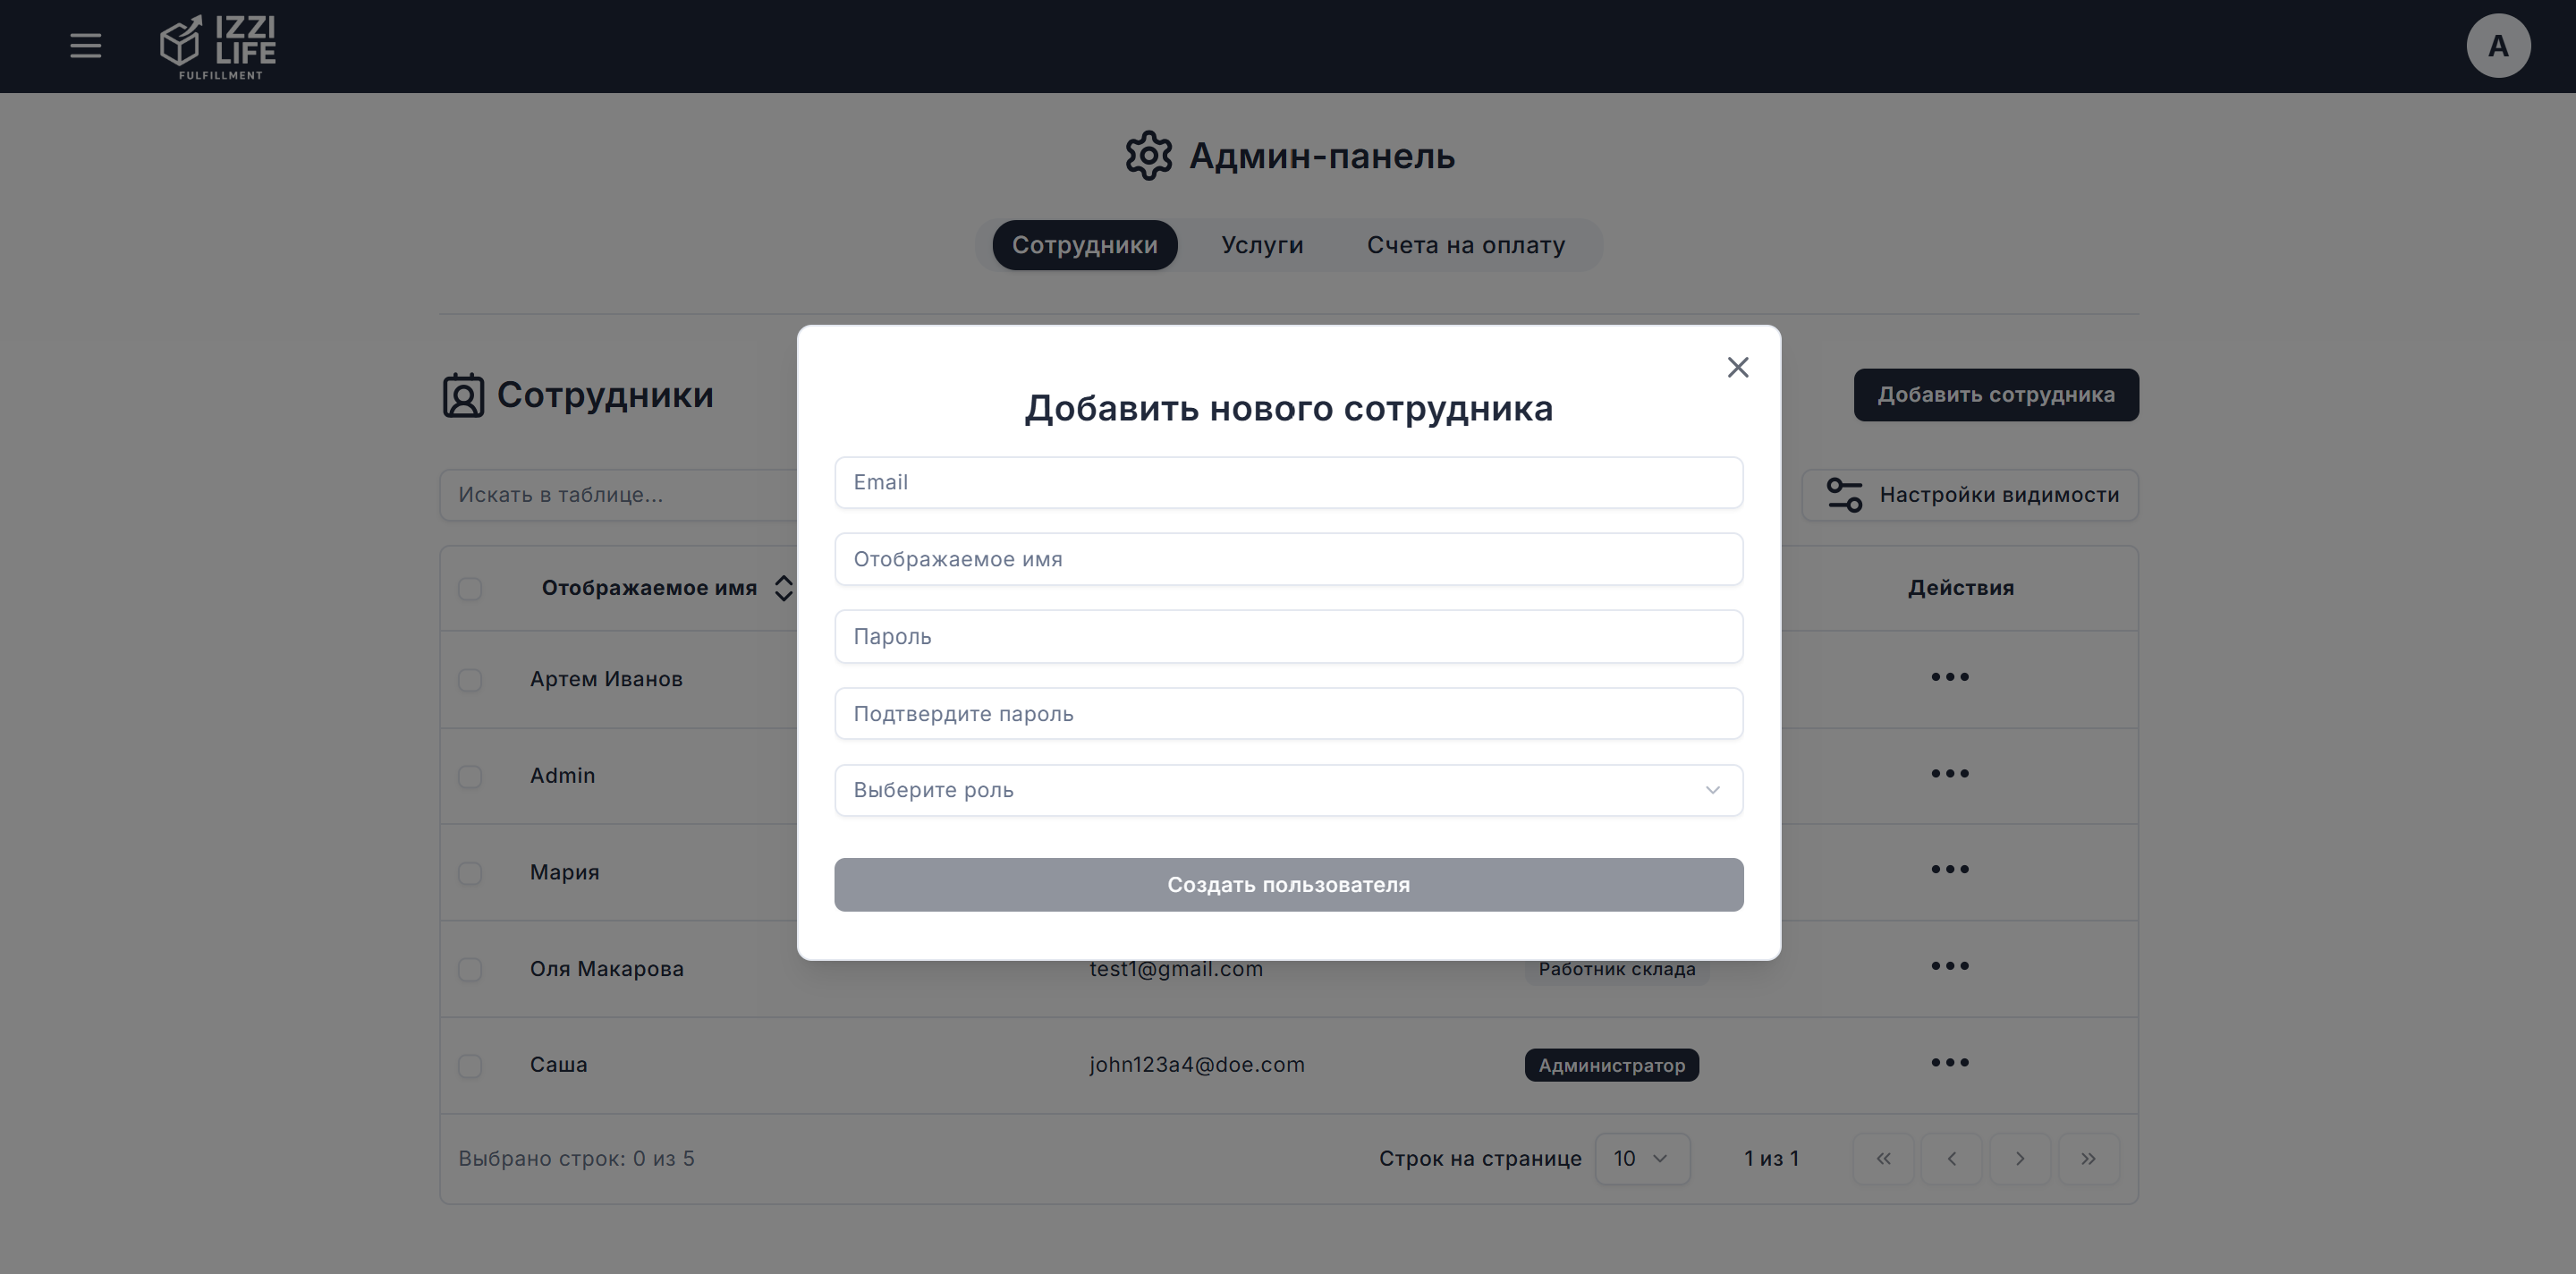 IZZI
LIFE
FULFILLMENT
A
Админ-панель
Сотрудники Услуги Счета на оплату
Сотрудники
Добавить сотрудника
Искать в таблице...
Настройки видимости
Отображаемое имя Действия
Артем Иванов
Admin
Мария
Оля Макарова test1@gmail.com Работник склада
Саша john123a4@doe.com Администратор
Выбрано строк: 0 из 5 Строк на странице 10 1 из 1
Добавить нового сотрудника
Email
Отображаемое имя
Пароль
Подтвердите пароль
Выберите роль
Создать пользователя